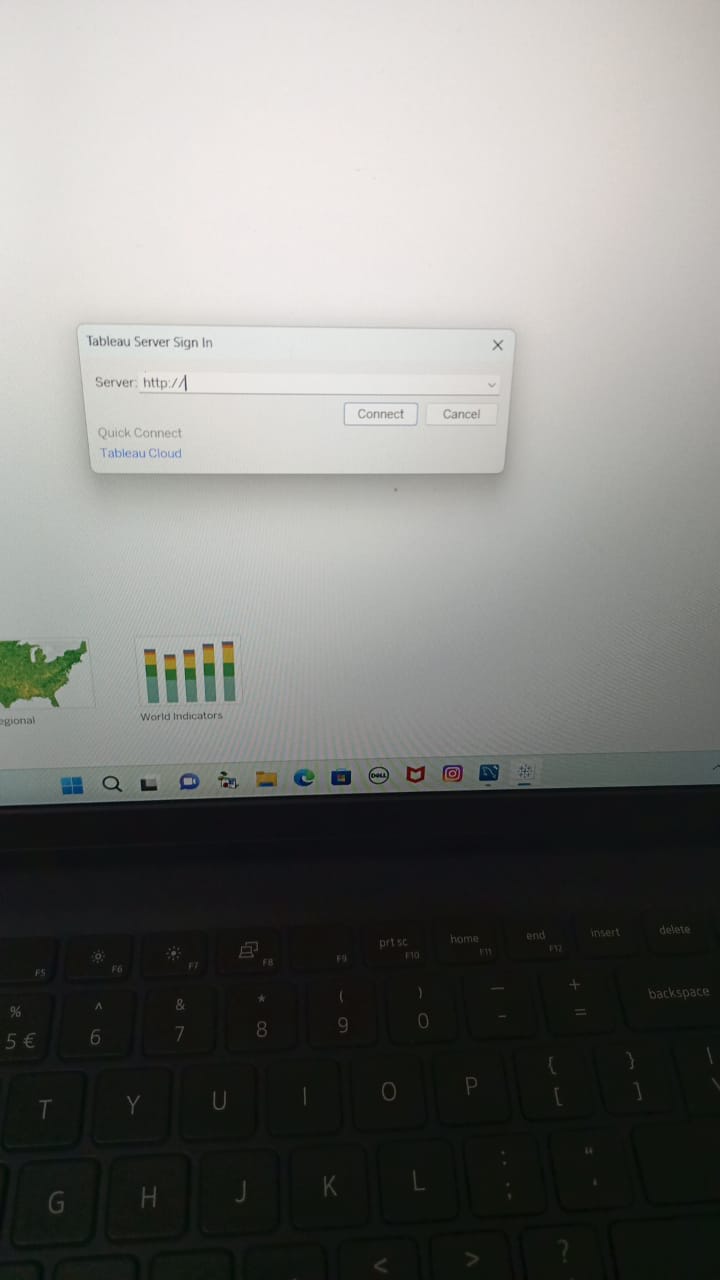 Tableau Server Sign In
Server: http://
Connect Cancel
Quick Connect
Tableau Cloud
egional
World Indicators
DELL
F5 F6 F7 F8 F9 prt sc F10 home F11 end F12 insert delete
% ^ & * ( ) — +
5 € 6 7 8 9 0 - = backspace
T Y U I O P { [ } ]
G H J K L : ; “ '
< > ?